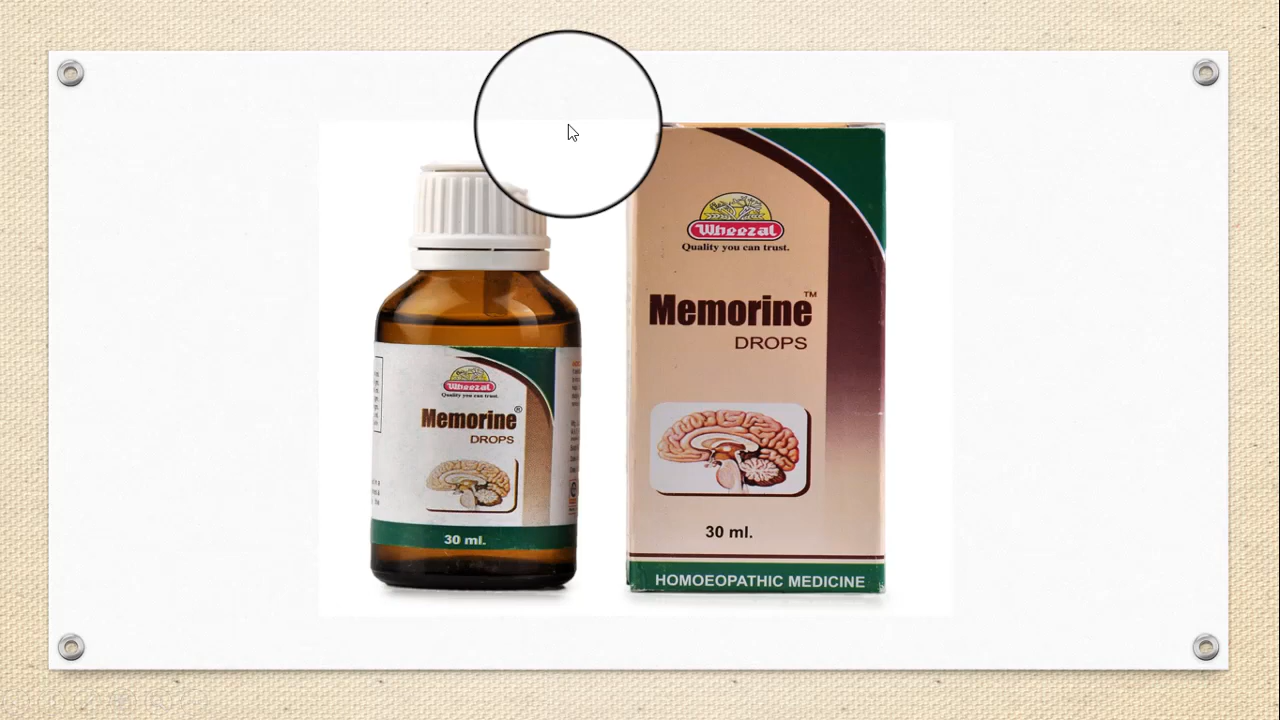 Wheezal
Quality you can trust.
Memorine®
DROPS
30 ml.
Wheezal
Quality you can trust.
Memorine™
DROPS
30 ml.
HOMOEOPATHIC MEDICINE